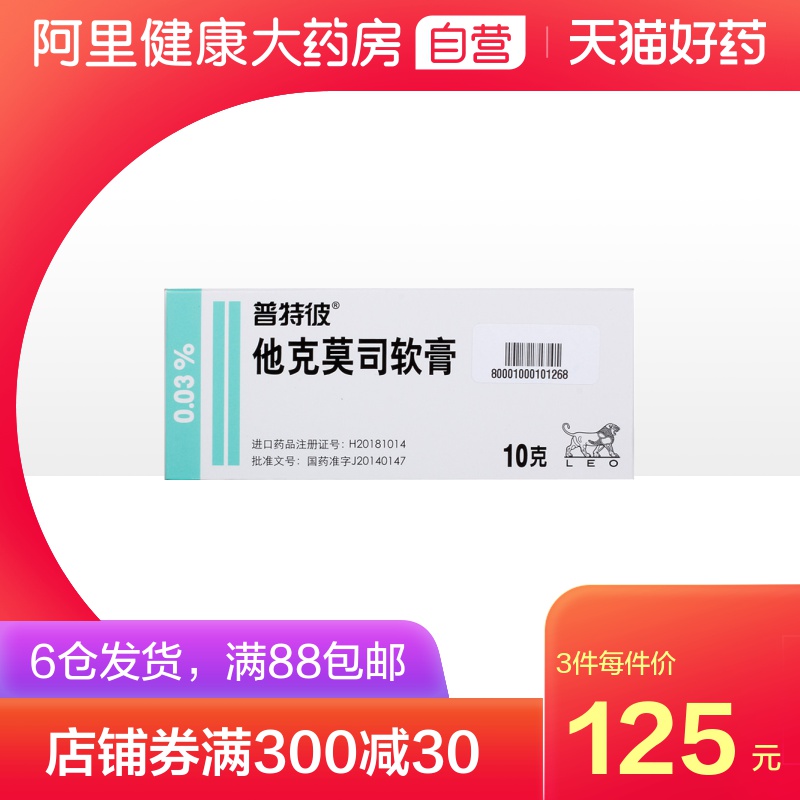 阿里健康大药房 自营 天猫好药
0.03%
普特彼®
他克莫司软膏
80001000101268
进口药品注册证号：H20181014
批准文号：国药准字J20140147
10克
LEO
6仓发货，满88包邮
3件每件价
店铺券满300减30
125元